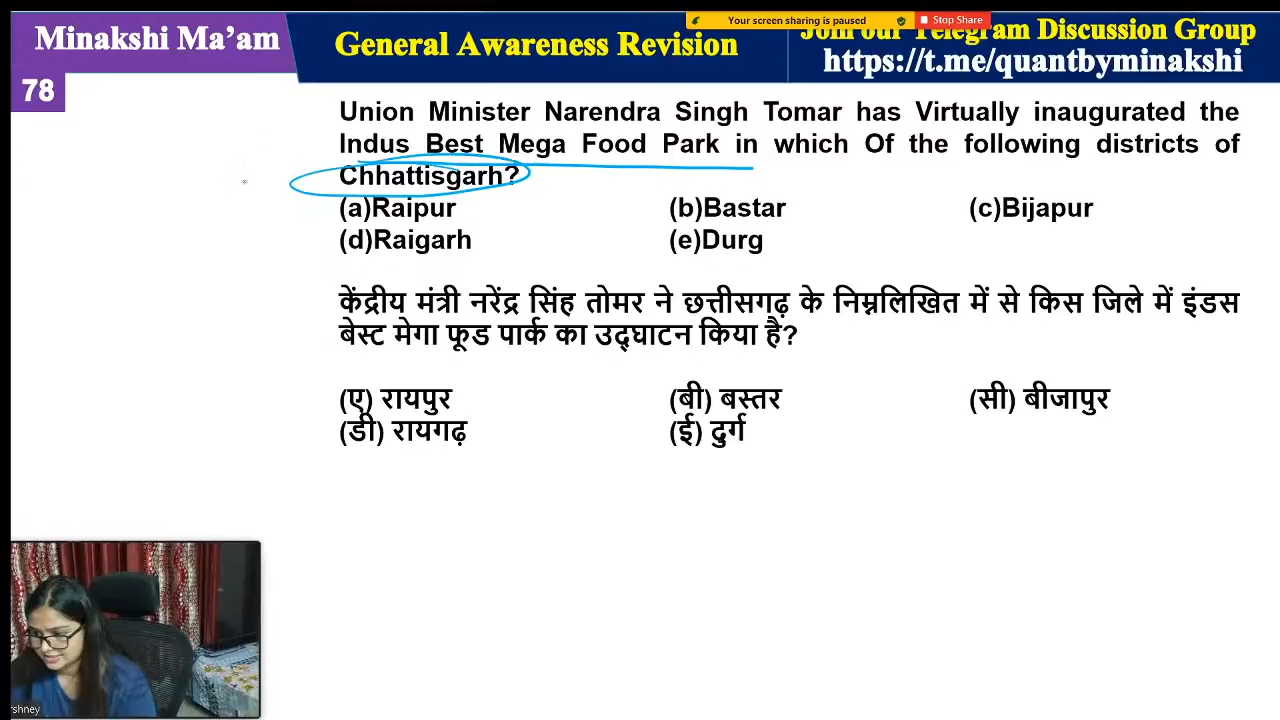 Minakshi Ma'am
General Awareness Revision
Your screen sharing is paused
Stop Share
Join our Telegram Discussion Group
https://t.me/quantbyminakshi
78
Union Minister Narendra Singh Tomar has Virtually inaugurated the
Indus Best Mega Food Park in which Of the following districts of
Chhattisgarh?
(a)Raipur (b)Bastar (c)Bijapur
(d)Raigarh (e)Durg
केंद्रीय मंत्री नरेंद्र सिंह तोमर ने छत्तीसगढ़ के निम्नलिखित में से किस जिले में इंडस
बेस्ट मेगा फूड पार्क का उद्घाटन किया है?
(ए) रायपुर (बी) बस्तर (सी) बीजापुर
(डी) रायगढ़ (ई) दुर्ग